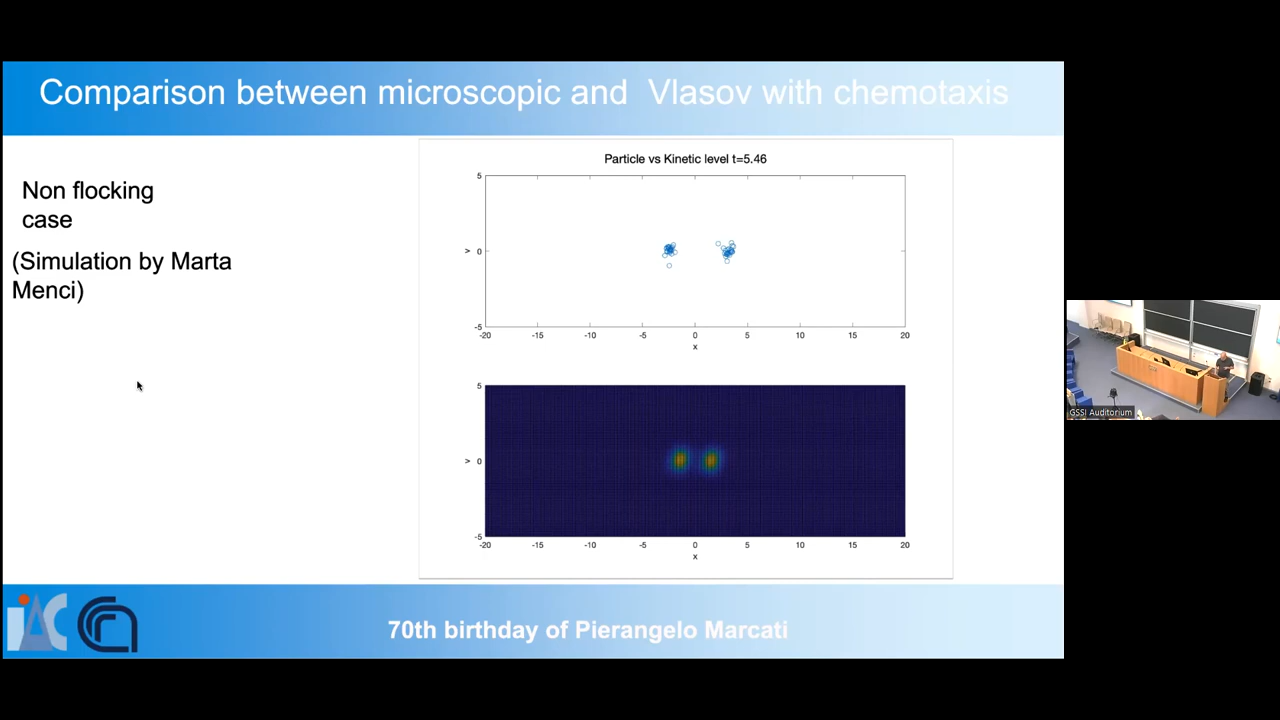 Comparison between microscopic and Vlasov with chemotaxis
Non flocking
case
(Simulation by Marta
Menci)
Particle vs Kinetic level t=5.46
5
v 0
-5
-20 -15 -10 -5 0 5 10 15 20
x
5
v 0
-5
-20 -15 -10 -5 0 5 10 15 20
x
GSSI Auditorium
iAC
70th birthday of Pierangelo Marcati